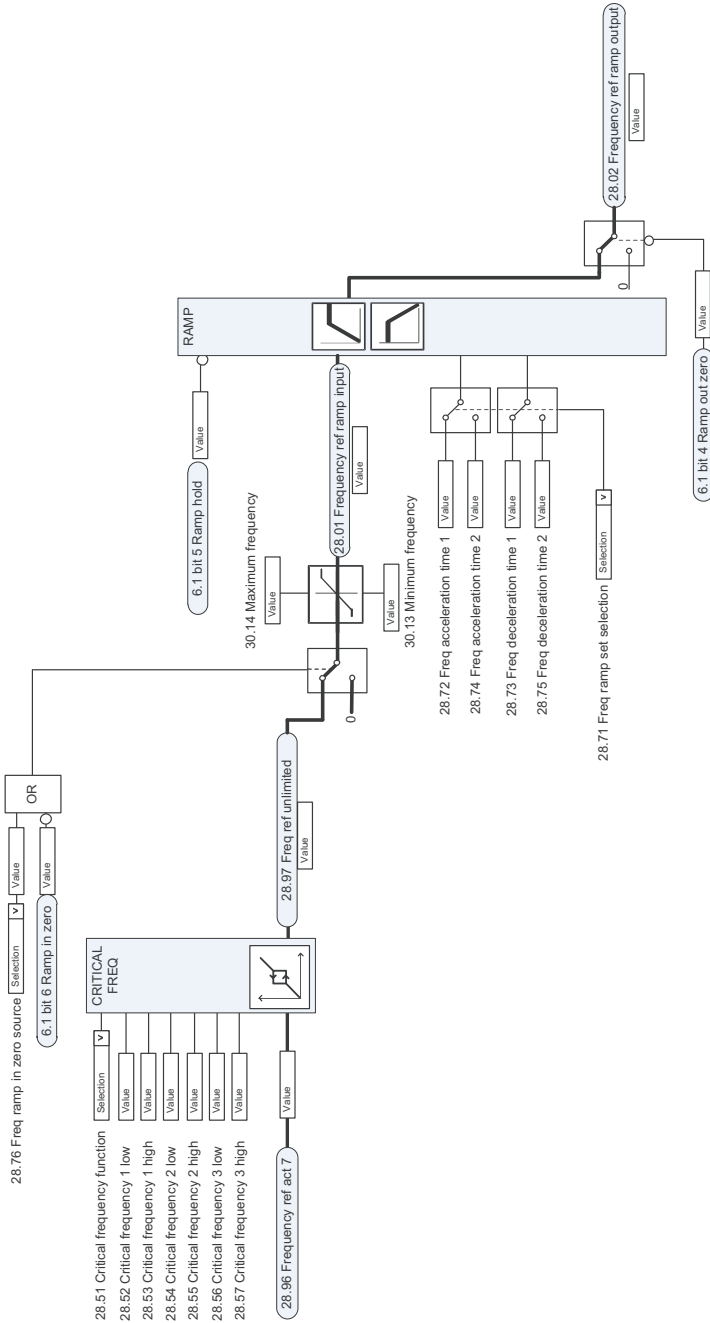 28.76 Freq ramp in zero source
Selection
v
Value
6.1 bit 6 Ramp in zero
Value
OR
28.51 Critical frequency function
Selection
v
28.52 Critical frequency 1 low
Value
28.53 Critical frequency 1 high
Value
28.54 Critical frequency 2 low
Value
28.55 Critical frequency 2 high
Value
28.56 Critical frequency 3 low
Value
28.57 Critical frequency 3 high
Value
28.96 Frequency ref act 7
Value
CRITICAL
FREQ
28.97 Freq ref unlimited
Value
0
30.14 Maximum frequency
Value
30.13 Minimum frequency
Value
6.1 bit 5 Ramp hold
Value
28.01 Frequency ref ramp input
Value
RAMP
28.72 Freq acceleration time 1
Value
28.74 Freq acceleration time 2
Value
28.73 Freq deceleration time 1
Value
28.75 Freq deceleration time 2
Value
28.71 Freq ramp set selection
Selection
v
0
28.02 Frequency ref ramp output
Value
6.1 bit 4 Ramp out zero
Value